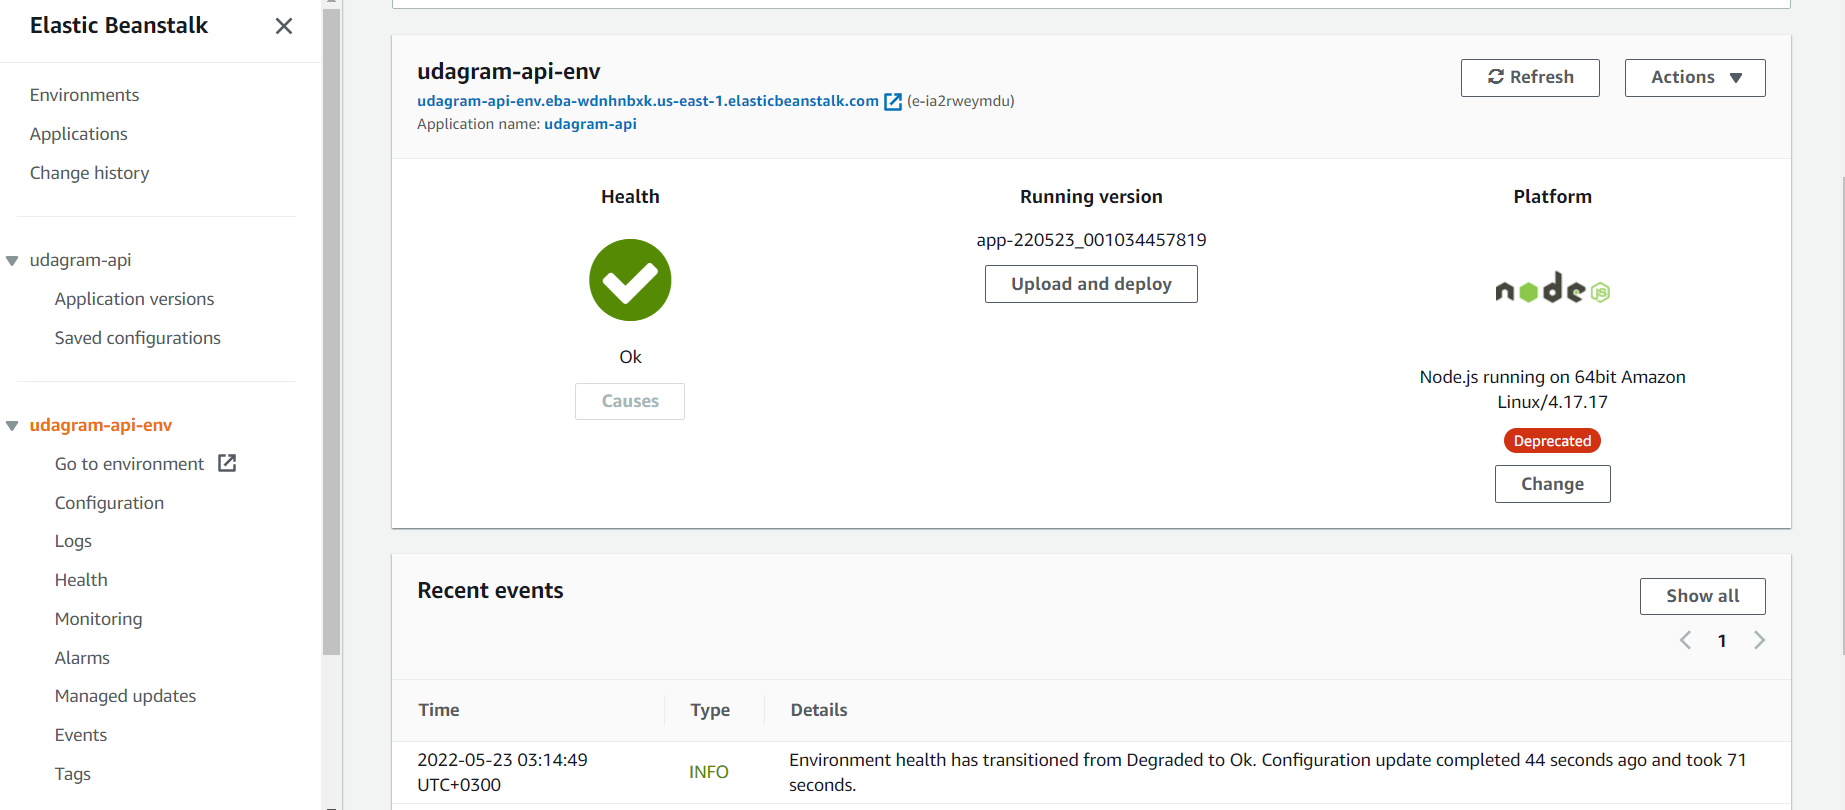 Elastic Beanstalk
Environments
Applications
Change history
udagram-api
Application versions
Saved configurations
udagram-api-env
Go to environment
Configuration
Logs
Health
Monitoring
Alarms
Managed updates
Events
Tags
udagram-api-env
udagram-api-env.eba-wdnhnbxk.us-east-1.elasticbeanstalk.com (e-ia2rweymdu)
Application name: udagram-api
Refresh
Actions
Health
Ok
Causes
Running version
app-220523_001034457819
Upload and deploy
Platform
node
JS
Node.js running on 64bit Amazon
Linux/4.17.17
Deprecated
Change
Recent events
Show all
1
Time Type Details
2022-05-23 03:14:49
UTC+0300
INFO
Environment health has transitioned from Degraded to Ok. Configuration update completed 44 seconds ago and took 71
seconds.